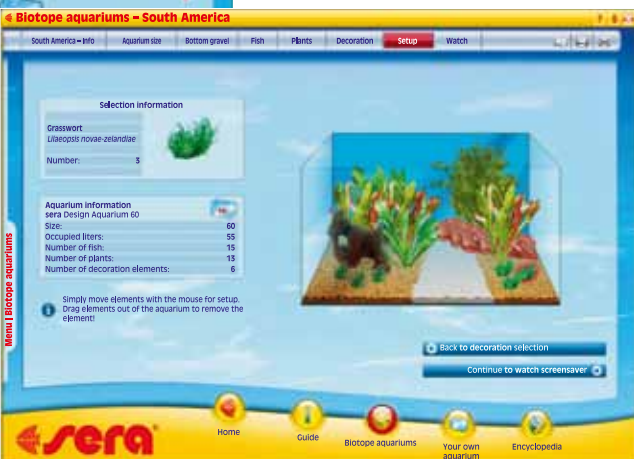 Biotope aquariums – South America
? S
South America – Info Aquarium size Bottom gravel Fish Plants Decoration Setup Watch
Selection information
Grasswort
Lilaeopsis novae-zelandiae
Number: 3
Aquarium information
sera Design Aquarium 60
Size: 60
Occupied liters: 55
Number of fish: 15
Number of plants: 13
Number of decoration elements: 6
Simply move elements with the mouse for setup.
Drag elements out of the aquarium to remove the
element!
Menu | Biotope aquariums
Back to decoration selection
Continue to watch screensaver
sera
Home
Guide
Biotope aquariums
Your own
aquarium
Encyclopedia